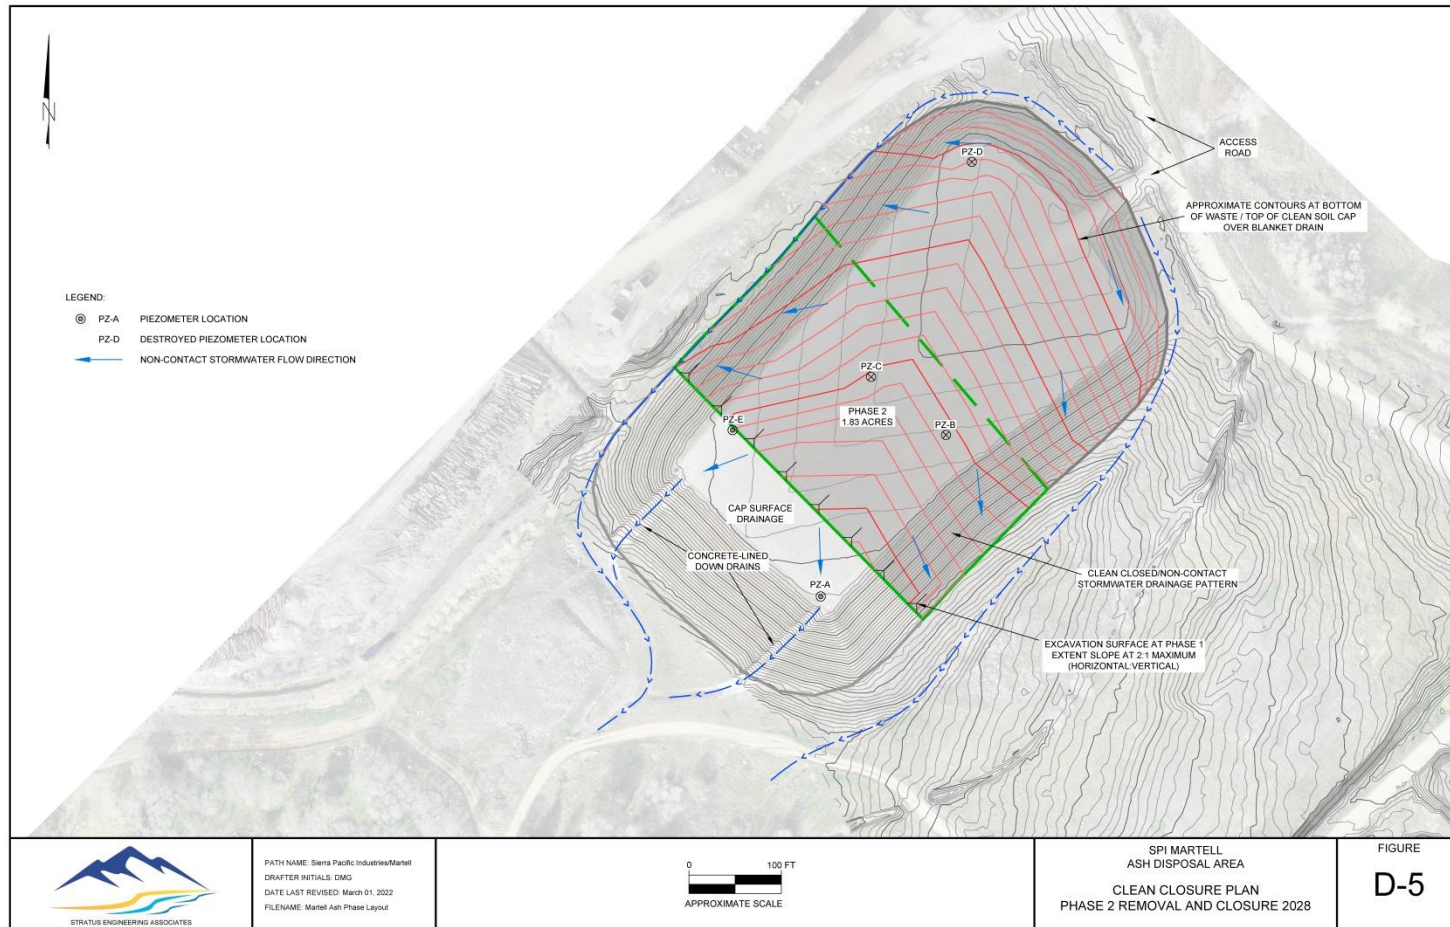 N
ACCESS
ROAD
PZ-D
APPROXIMATE CONTOURS AT BOTTOM
OF WASTE / TOP OF CLEAN SOIL CAP
OVER BLANKET DRAIN
LEGEND:
PZ-A PIEZOMETER LOCATION
PZ-D DESTROYED PIEZOMETER LOCATION
NON-CONTACT STORMWATER FLOW DIRECTION
PZ-C
PHASE 2
1.83 ACRES
PZ-E
PZ-B
CAP SURFACE
DRAINAGE
CONCRETE-LINED
DOWN DRAINS
PZ-A
CLEAN CLOSED/NON-CONTACT
STORMWATER DRAINAGE PATTERN
EXCAVATION SURFACE AT PHASE 1
EXTENT SLOPE AT 2:1 MAXIMUM
(HORIZONTAL:VERTICAL)
STRATUS ENGINEERING ASSOCIATES
PATH NAME: Sierra Pacific Industries/Martell
DRAFTER INITIALS: DMG
DATE LAST REVISED: March 01, 2022
FILENAME: Martell Ash Phase Layout
0 100 FT
APPROXIMATE SCALE
SPI MARTELL
ASH DISPOSAL AREA
CLEAN CLOSURE PLAN
PHASE 2 REMOVAL AND CLOSURE 2028
FIGURE
D-5